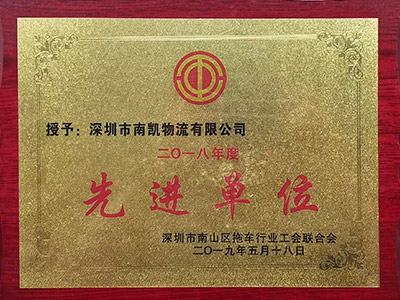 授予：深圳市南凯物流有限公司
二〇一八年度
先进单位
深圳市南山区拖车行业工会联合会
二〇一九年五月十八日